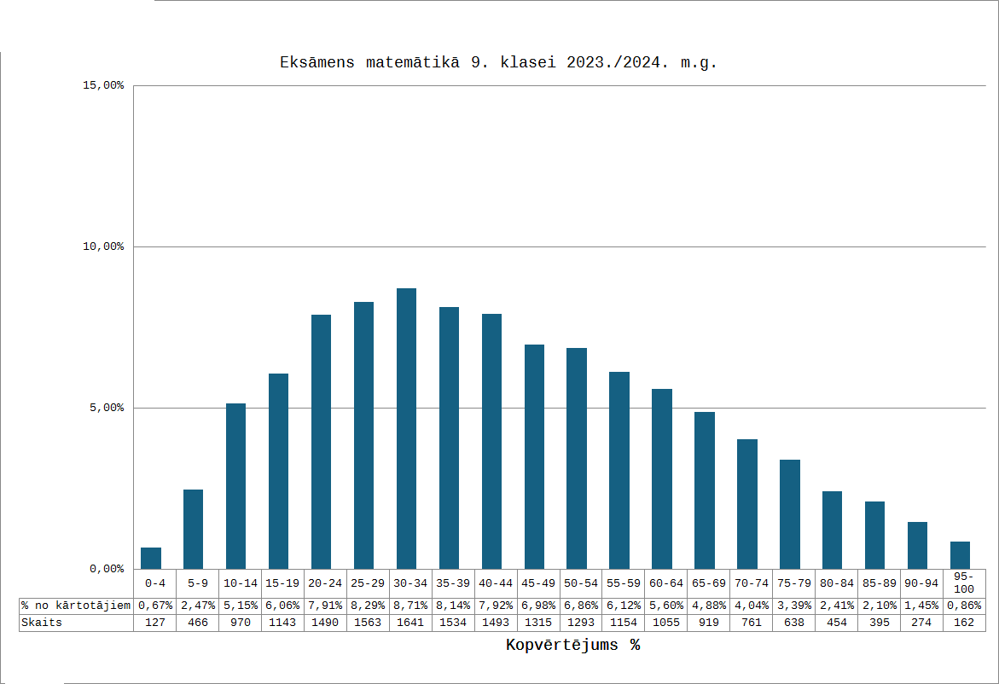 Eksāmens matemātikā 9. klasei 2023./2024. m.g.
15,00%
10,00%
5,00%
0,00%
0-4 5-9 10-14 15-19 20-24 25-29 30-34 35-39 40-44 45-49 50-54 55-59 60-64 65-69 70-74 75-79 80-84 85-89 90-94 95-
100
% no kārtotājiem 0,67% 2,47% 5,15% 6,06% 7,91% 8,29% 8,71% 8,14% 7,92% 6,98% 6,86% 6,12% 5,60% 4,88% 4,04% 3,39% 2,41% 2,10% 1,45% 0,86%
Skaits 127 466 970 1143 1490 1563 1641 1534 1493 1315 1293 1154 1055 919 761 638 454 395 274 162
Kopvērtējums %